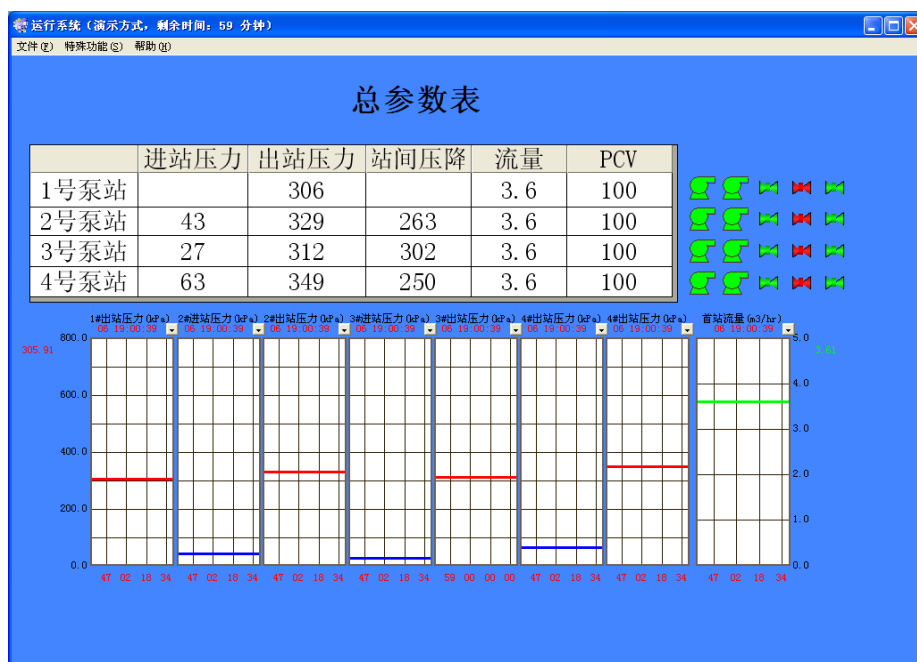 运行系统（演示方式，剩余时间：59 分钟）
文件(F) 特殊功能(S) 帮助(H)
总参数表
进站压力 出站压力 站间压降 流量 PCV
1号泵站 306 3.6 100
2号泵站 43 329 263 3.6 100
3号泵站 27 312 302 3.6 100
4号泵站 63 349 250 3.6 100
1#出站压力(kPa) 2#进站压力(kPa) 2#出站压力(kPa) 3#进站压力(kPa) 3#出站压力(kPa) 4#出站压力(kPa) 4#出站压力(kPa) 首站流量(m3/hr)
06 19:00:39 06 19:00:39 06 19:00:39 06 19:00:39 06 19:00:39 06 19:00:39 06 19:00:39 06 19:00:39
800.0 5.0
305.91 3.61
4.0
600.0
3.0
400.0
2.0
200.0
1.0
0.0 0.0
47 02 18 34 47 02 18 34 47 02 18 34 47 02 18 34 59 00 00 00 47 02 18 34 47 02 18 34 47 02 18 34